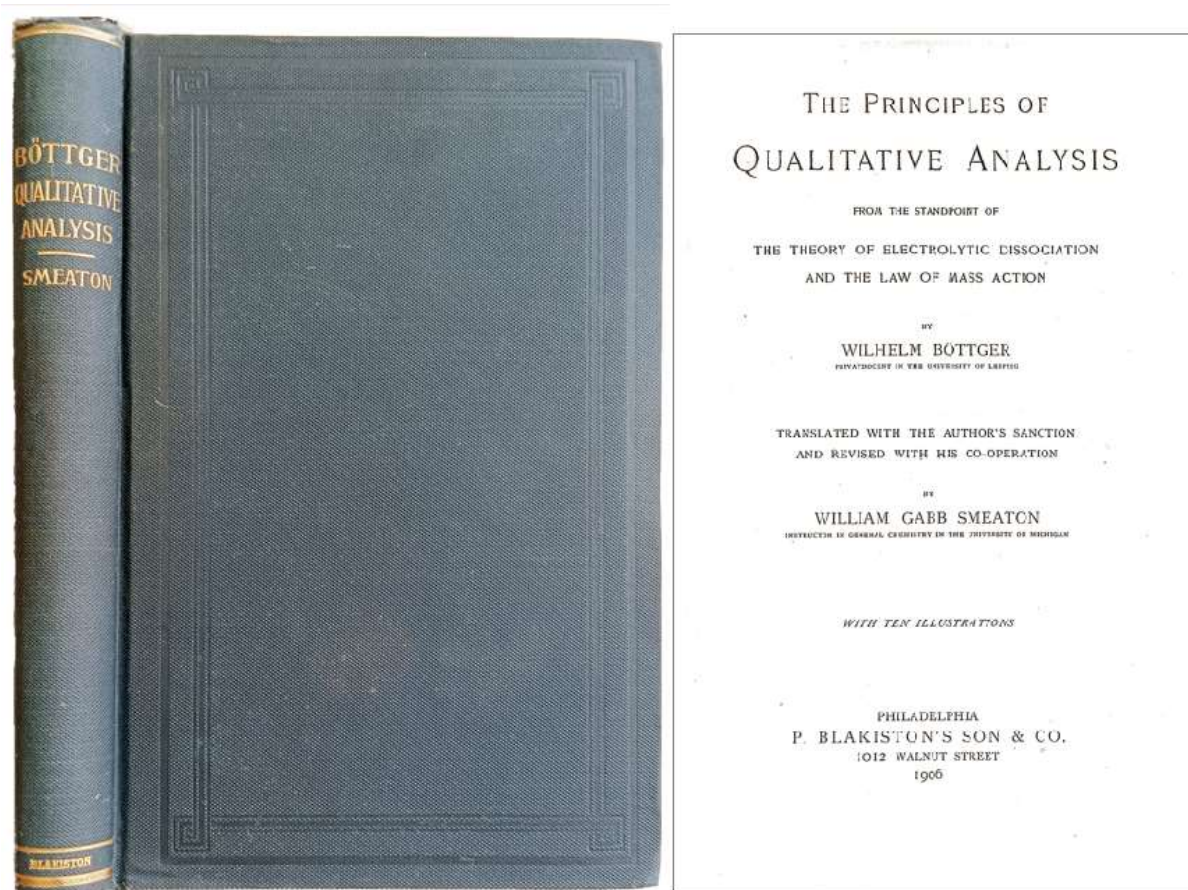 BÖTTGER
QUALITATIVE
ANALYSIS
SMEATON
BLAKISTON
THE PRINCIPLES OF
QUALITATIVE ANALYSIS
FROM THE STANDPOINT OF
THE THEORY OF ELECTROLYTIC DISSOCIATION
AND THE LAW OF MASS ACTION
BY
WILHELM BÖTTGER
PRIVATDOCENT IN THE UNIVERSITY OF LEIPZIG
TRANSLATED WITH THE AUTHOR'S SANCTION
AND REVISED WITH HIS CO-OPERATION
BY
WILLIAM GABB SMEATON
INSTRUCTOR IN GENERAL CHEMISTRY IN THE UNIVERSITY OF MICHIGAN
WITH TEN ILLUSTRATIONS
PHILADELPHIA
P. BLAKISTON'S SON & CO.
1012 WALNUT STREET
1906